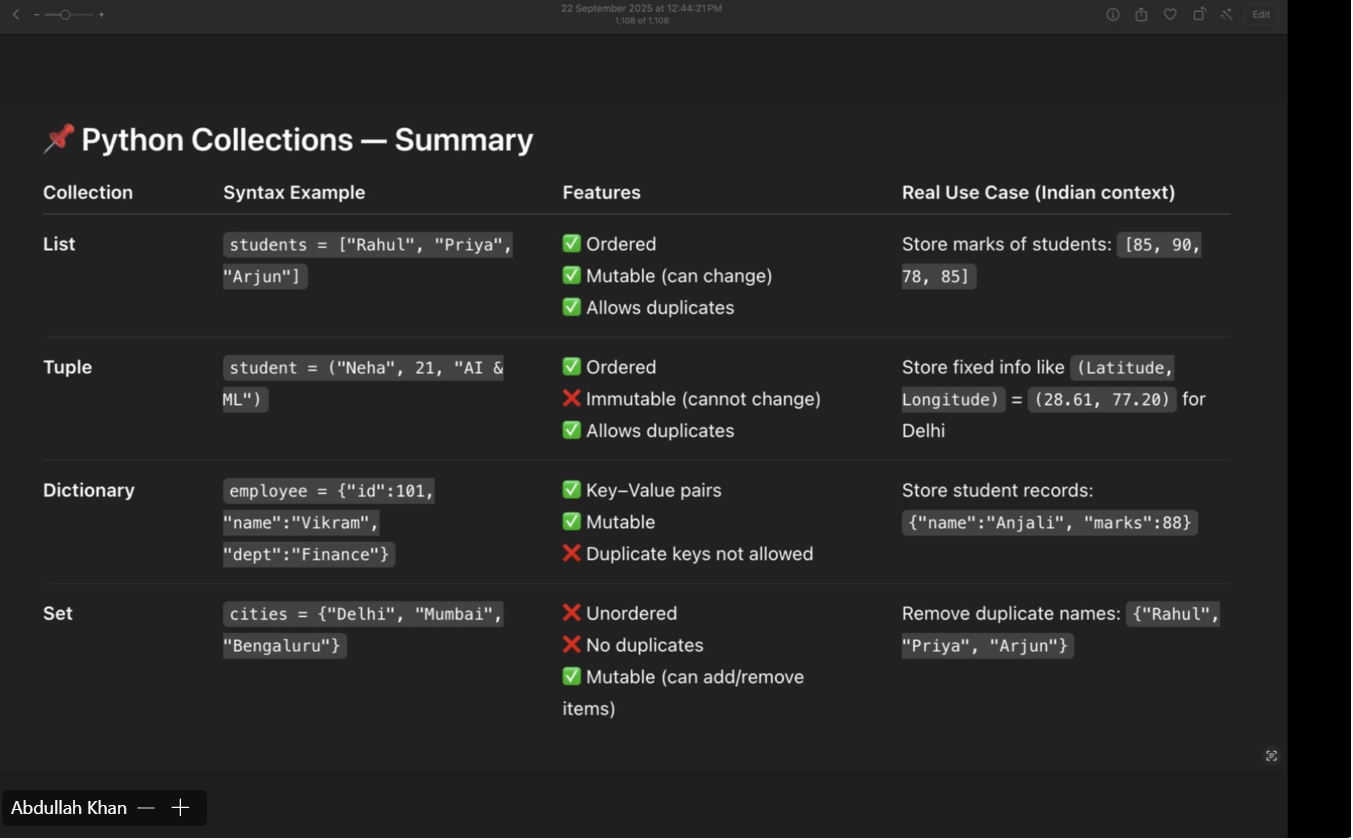 22 September 2025 at 12:44:21 PM
1,108 of 1,108
Edit
📌 Python Collections — Summary
Collection Syntax Example Features Real Use Case (Indian context)
List
students = ["Rahul", "Priya",
"Arjun"]
✅ Ordered
✅ Mutable (can change)
✅ Allows duplicates
Store marks of students: [85, 90,
78, 85]
Tuple
student = ("Neha", 21, "AI &
ML")
✅ Ordered
❌ Immutable (cannot change)
✅ Allows duplicates
Store fixed info like (Latitude,
Longitude) = (28.61, 77.20) for
Delhi
Dictionary
employee = {"id":101,
"name":"Vikram",
"dept":"Finance"}
✅ Key–Value pairs
✅ Mutable
❌ Duplicate keys not allowed
Store student records:
{"name":"Anjali", "marks":88}
Set
cities = {"Delhi", "Mumbai",
"Bengaluru"}
❌ Unordered
❌ No duplicates
✅ Mutable (can add/remove
items)
Remove duplicate names: {"Rahul",
"Priya", "Arjun"}
Abdullah Khan